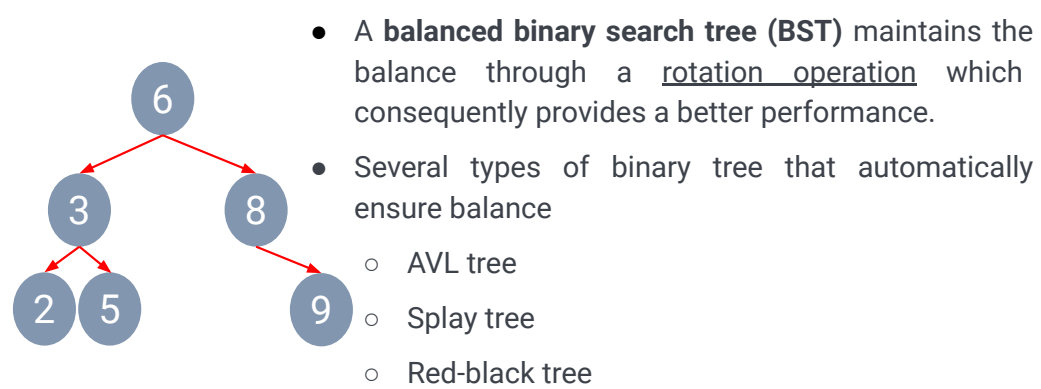 6
3
8
2
5
9
● A balanced binary search tree (BST) maintains the
balance through a rotation operation which
consequently provides a better performance.
● Several types of binary tree that automatically
ensure balance
○ AVL tree
○ Splay tree
○ Red-black tree